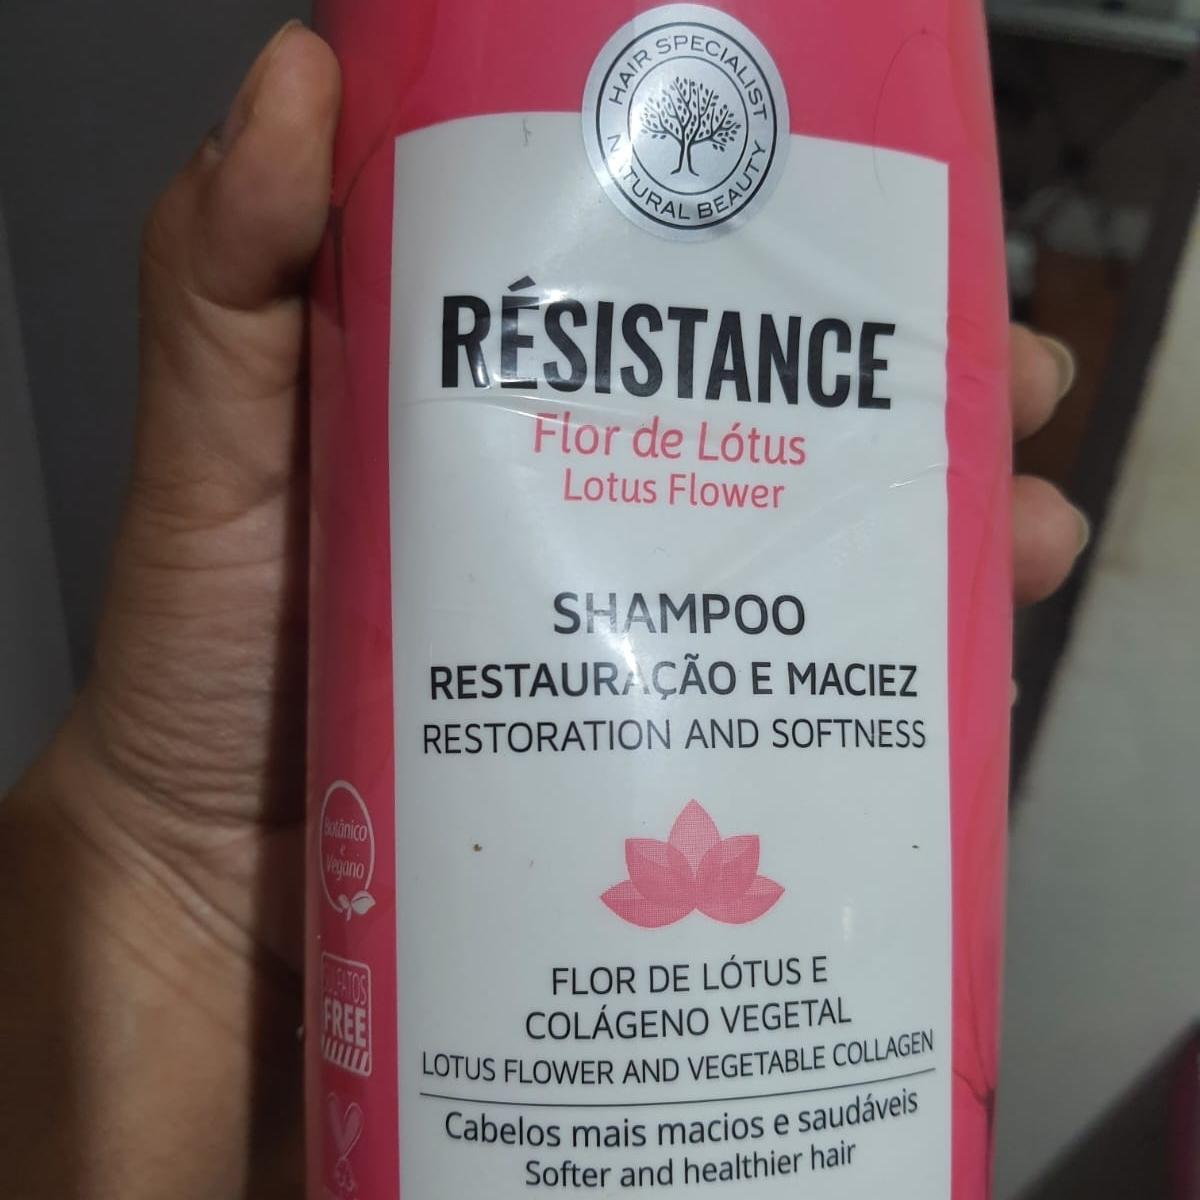 HAIR SPECIALIST
NATURAL BEAUTY
RÉSISTANCE
Flor de Lótus
Lotus Flower
SHAMPOO
RESTAURAÇÃO E MACIEZ
RESTORATION AND SOFTNESS
Botânico
e
Vegano
SULFATOS
FREE
FLOR DE LÓTUS E
COLÁGENO VEGETAL
LOTUS FLOWER AND VEGETABLE COLLAGEN
Cabelos mais macios e saudáveis
Softer and healthier hair